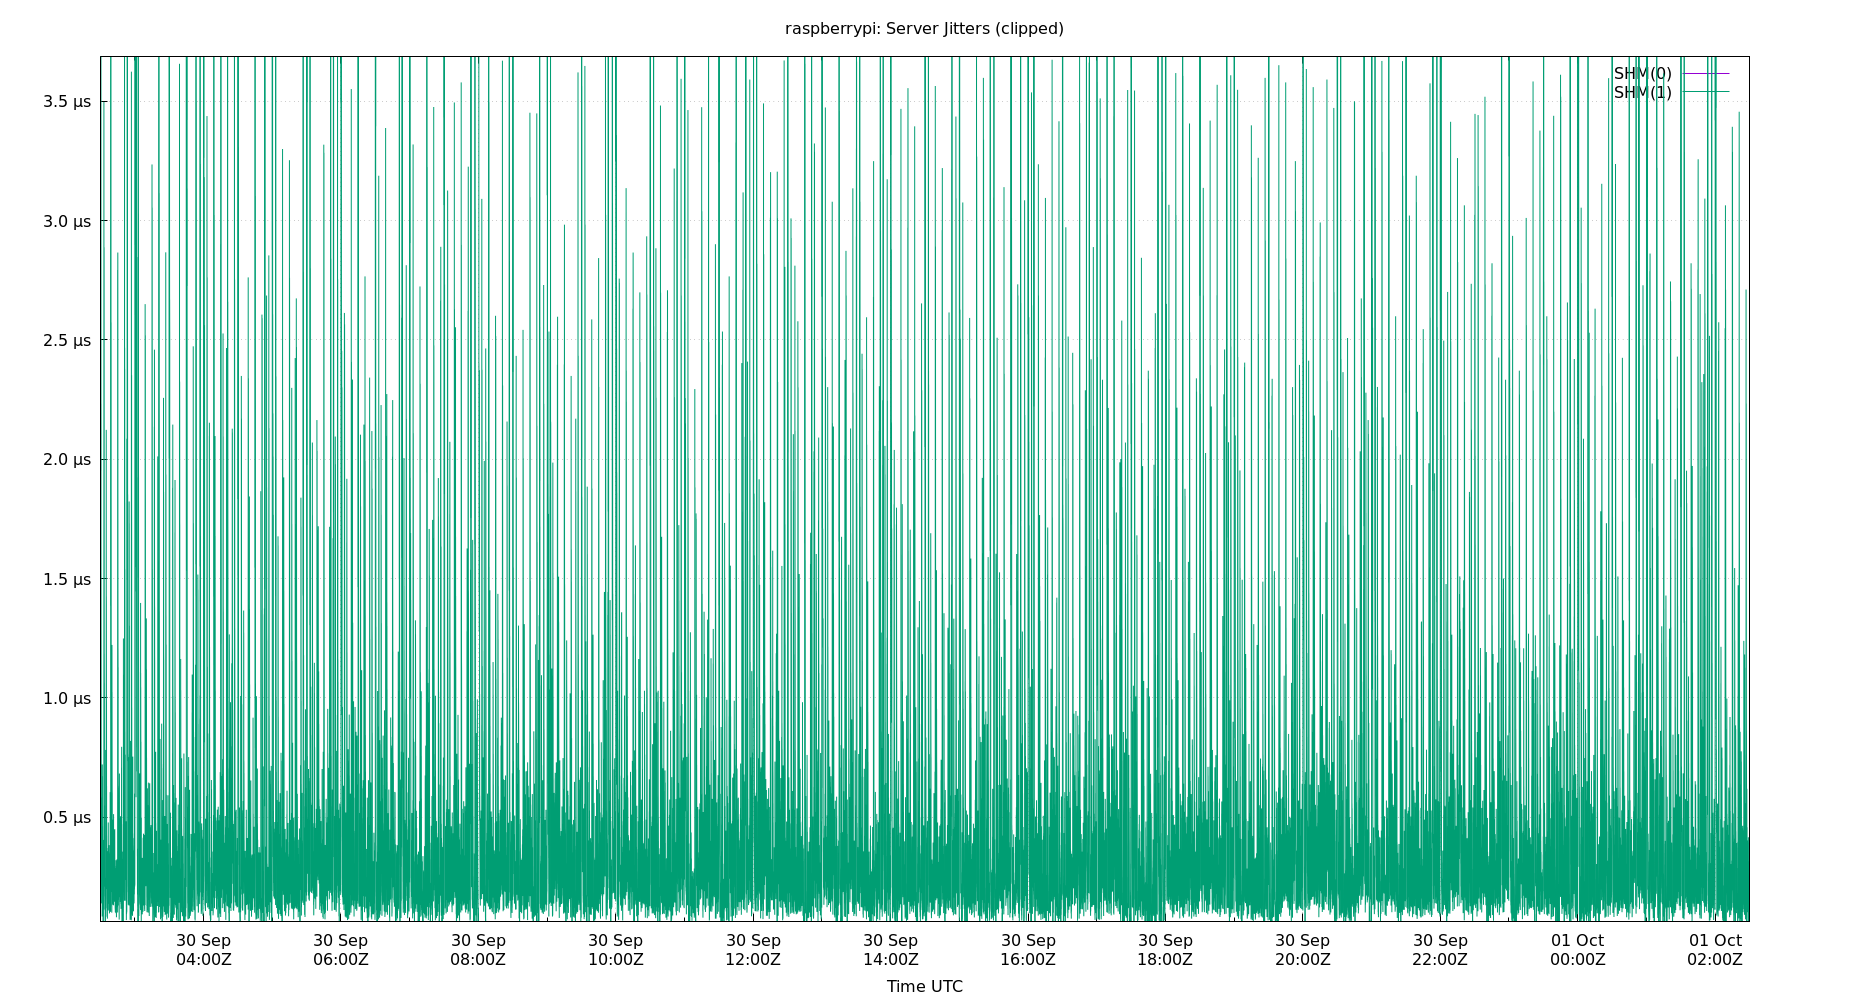 raspberrypi: Server Jitters (clipped)
SHM(0)
SHM(1)
3.5 µs
3.0 µs
2.5 µs
2.0 µs
1.5 µs
1.0 µs
0.5 µs
30 Sep 30 Sep 30 Sep 30 Sep 30 Sep 30 Sep 30 Sep 30 Sep 30 Sep 30 Sep 01 Oct 01 Oct
04:00Z 06:00Z 08:00Z 10:00Z 12:00Z 14:00Z 16:00Z 18:00Z 20:00Z 22:00Z 00:00Z 02:00Z
Time UTC